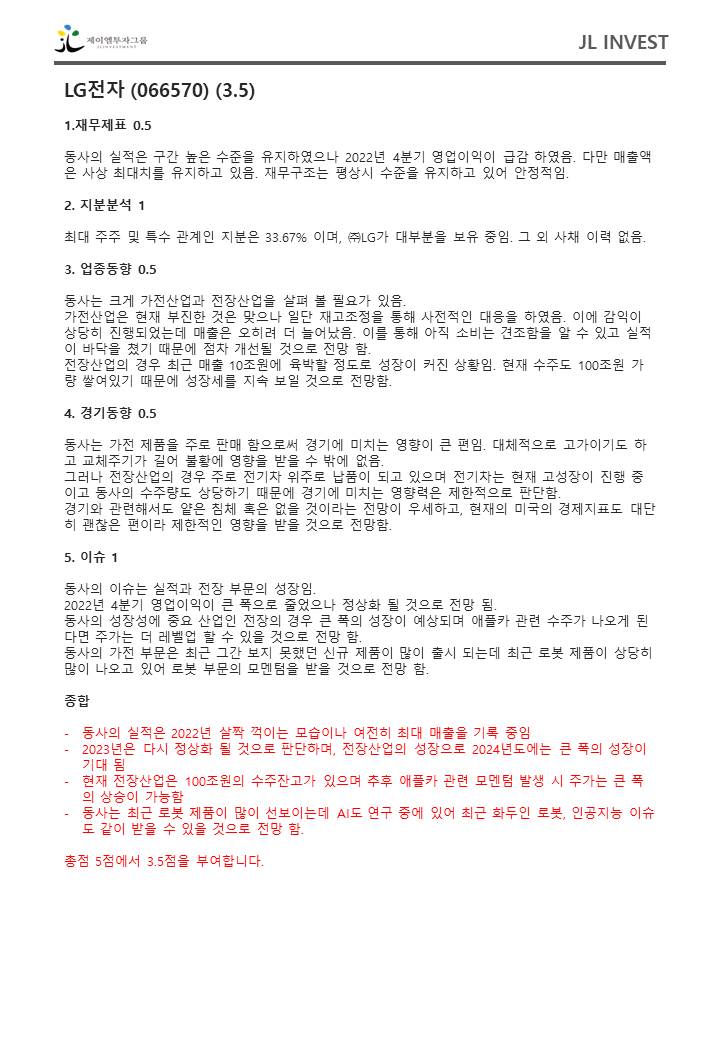 제이엘투자그룹
JLINVESTMENT
JL INVEST
LG전자 (066570) (3.5)
1.재무제표 0.5
동사의 실적은 구간 높은 수준을 유지하였으나 2022년 4분기 영업이익이 급감 하였음. 다만 매출액
은 사상 최대치를 유지하고 있음. 재무구조는 평상시 수준을 유지하고 있어 안정적임.
2. 지분분석 1
최대 주주 및 특수 관계인 지분은 33.67% 이며, ㈜LG가 대부분을 보유 중임. 그 외 사채 이력 없음.
3. 업종동향 0.5
동사는 크게 가전산업과 전장산업을 살펴 볼 필요가 있음.
가전산업은 현재 부진한 것은 맞으나 일단 재고조정을 통해 사전적인 대응을 하였음. 이에 감익이
상당히 진행되었는데 매출은 오히려 더 늘어났음. 이를 통해 아직 소비는 견조함을 알 수 있고 실적
이 바닥을 쳤기 때문에 점차 개선될 것으로 전망 함.
전장산업의 경우 최근 매출 10조원에 육박할 정도로 성장이 커진 상황임. 현재 수주도 100조원 가
량 쌓여있기 때문에 성장세를 지속 보일 것으로 전망함.
4. 경기동향 0.5
동사는 가전 제품을 주로 판매 함으로써 경기에 미치는 영향이 큰 편임. 대체적으로 고가이기도 하
고 교체주기가 길어 불황에 영향을 받을 수 밖에 없음.
그러나 전장산업의 경우 주로 전기차 위주로 납품이 되고 있으며 전기차는 현재 고성장이 진행 중
이고 동사의 수주량도 상당하기 때문에 경기에 미치는 영향력은 제한적으로 판단함.
경기와 관련해서도 얕은 침체 혹은 없을 것이라는 전망이 우세하고, 현재의 미국의 경제지표도 대단
히 괜찮은 편이라 제한적인 영향을 받을 것으로 전망함.
5. 이슈 1
동사의 이슈는 실적과 전장 부문의 성장임.
2022년 4분기 영업이익이 큰 폭으로 줄었으나 정상화 될 것으로 전망 됨.
동사의 성장성에 중요 산업인 전장의 경우 큰 폭의 성장이 예상되며 애플카 관련 수주가 나오게 된
다면 주가는 더 레벨업 할 수 있을 것으로 전망 함.
동사의 가전 부문은 최근 그간 보지 못했던 신규 제품이 많이 출시 되는데 최근 로봇 제품이 상당히
많이 나오고 있어 로봇 부문의 모멘텀을 받을 것으로 전망 함.
종합
- 동사의 실적은 2022년 살짝 꺽이는 모습이나 여전히 최대 매출을 기록 중임
- 2023년은 다시 정상화 될 것으로 판단하며, 전장산업의 성장으로 2024년도에는 큰 폭의 성장이
기대 됨
- 현재 전장산업은 100조원의 수주잔고가 있으며 추후 애플카 관련 모멘텀 발생 시 주가는 큰 폭
의 상승이 가능함
- 동사는 최근 로봇 제품이 많이 선보이는데 AI도 연구 중에 있어 최근 화두인 로봇, 인공지능 이슈
도 같이 받을 수 있을 것으로 전망 함.
총점 5점에서 3.5점을 부여합니다.